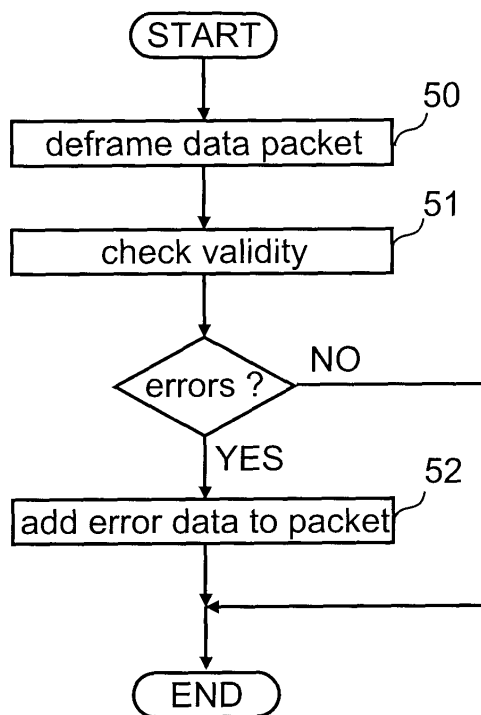 START
50
deframe data packet
51
check validity
errors ?
NO
YES
52
add error data to packet
END